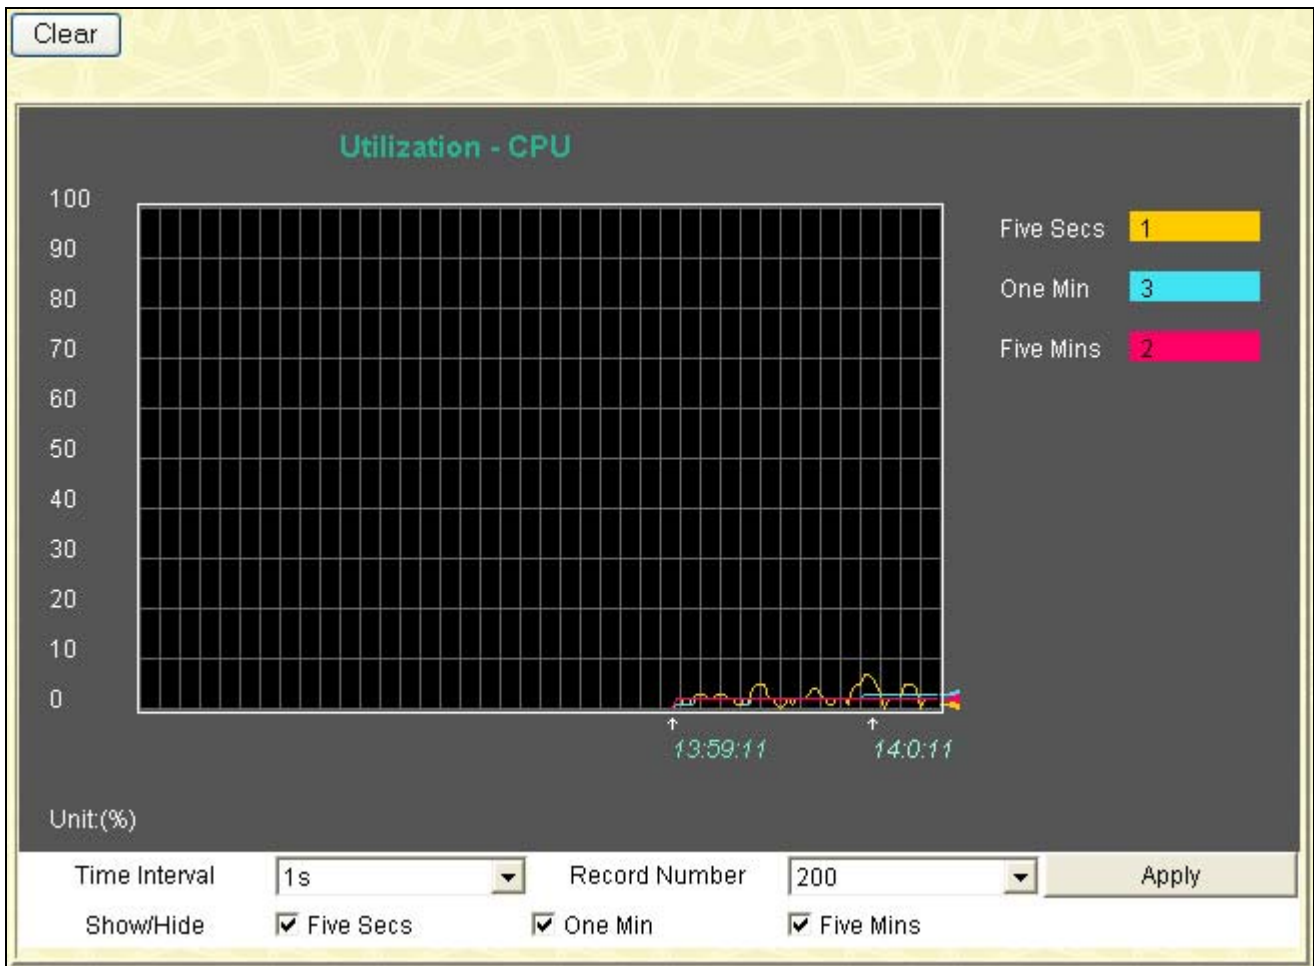 Clear
Utilization - CPU
100
90
80
70
60
50
40
30
20
10
0
Five Secs 1
One Min 3
Five Mins 2
13:59:11 14:0:11
Unit:(%)
Time Interval 1s Record Number 200 Apply
Show/Hide Five Secs One Min Five Mins